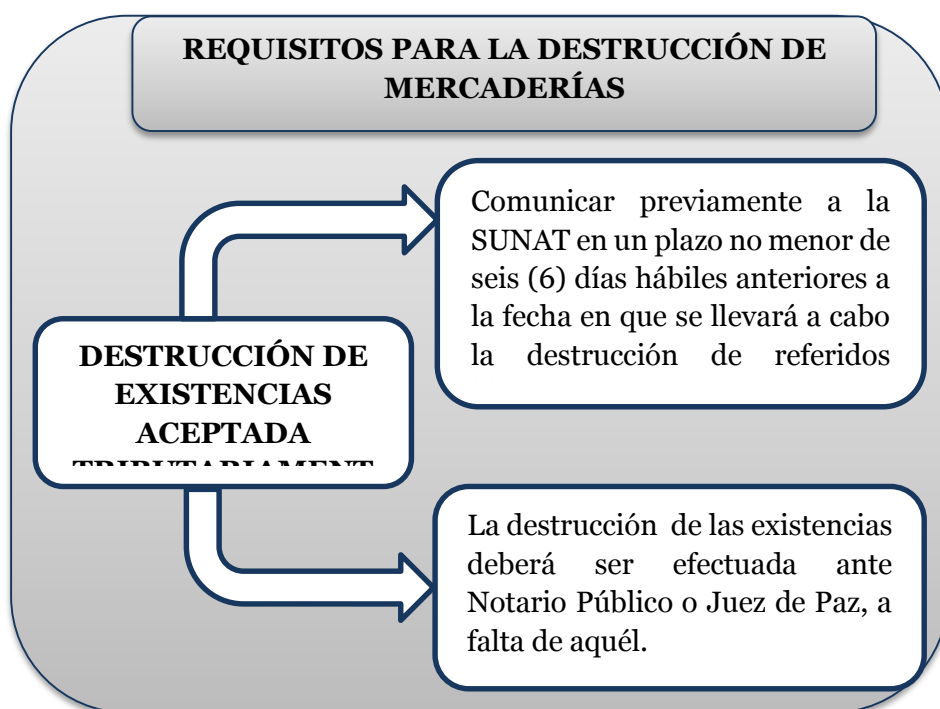 REQUISITOS PARA LA DESTRUCCIÓN DE
MERCADERÍAS
Comunicar previamente a la
SUNAT en un plazo no menor de
seis (6) días hábiles anteriores a
la fecha en que se llevará a cabo
la destrucción de referidos
DESTRUCCIÓN DE
EXISTENCIAS
ACEPTADA
TRIBUTARIAMENT
La destrucción de las existencias
deberá ser efectuada ante
Notario Público o Juez de Paz, a
falta de aquél.